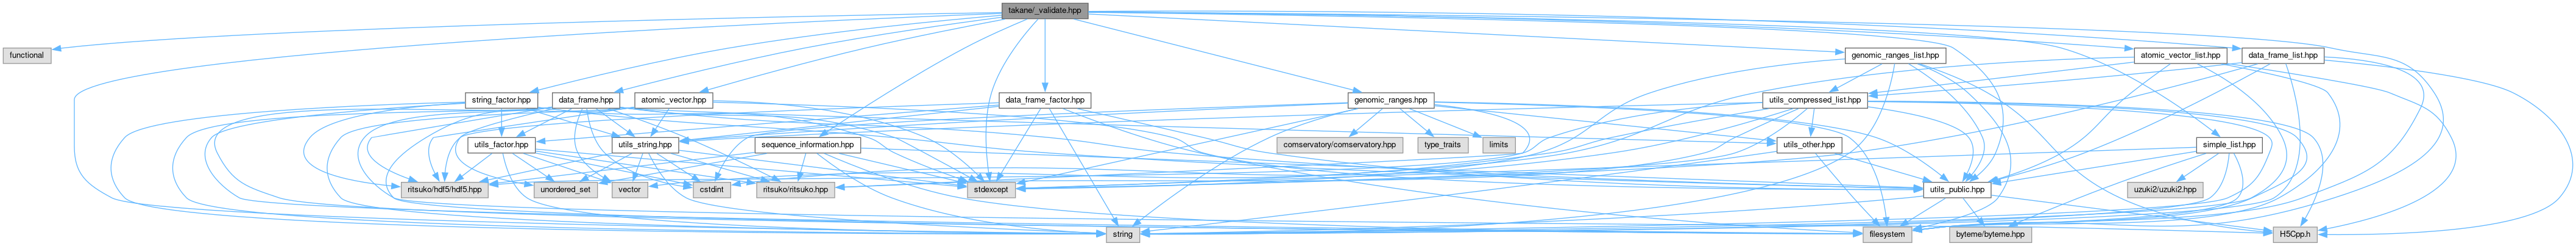 takane/_validate.hpp
functional
genomic_ranges_list.hpp
atomic_vector_list.hpp
data_frame_list.hpp
string_factor.hpp
data_frame.hpp
atomic_vector.hpp
data_frame_factor.hpp
genomic_ranges.hpp
utils_compressed_list.hpp
utils_factor.hpp
utils_string.hpp
sequence_information.hpp
comservatory/comservatory.hpp
type_traits
limits
utils_other.hpp
simple_list.hpp
ritsuko/hdf5/hdf5.hpp
unordered_set
vector
cstdint
ritsuko/ritsuko.hpp
stdexcept
utils_public.hpp
uzuki2/uzuki2.hpp
string
filesystem
byteme/byteme.hpp
H5Cpp.h